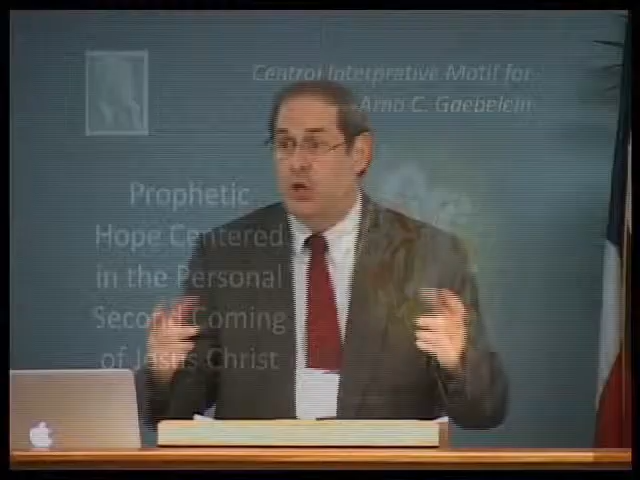 Central Interpretive Motif for
Arno C. Gaebelein
Prophetic
Hope Centered
in the Personal
Second Coming
of Jesus Christ